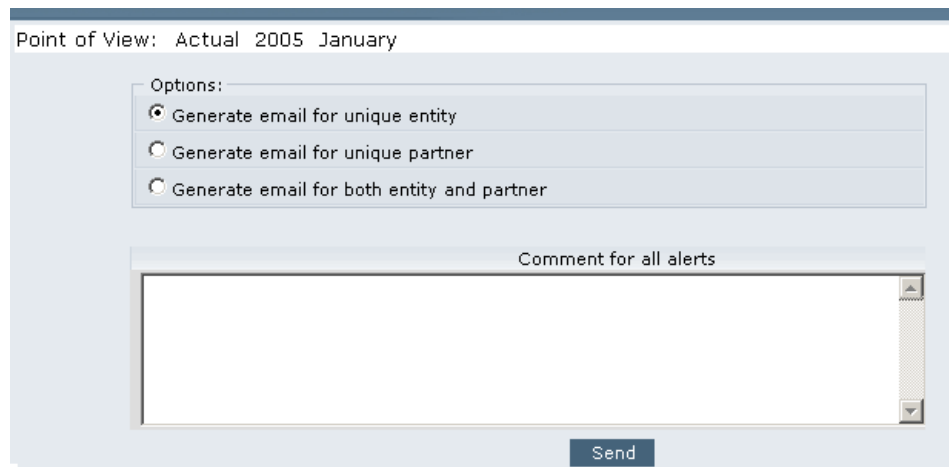 Point of View: Actual 2005 January
Options:
Generate email for unique entity
Generate email for unique partner
Generate email for both entity and partner
Comment for all alerts
Send